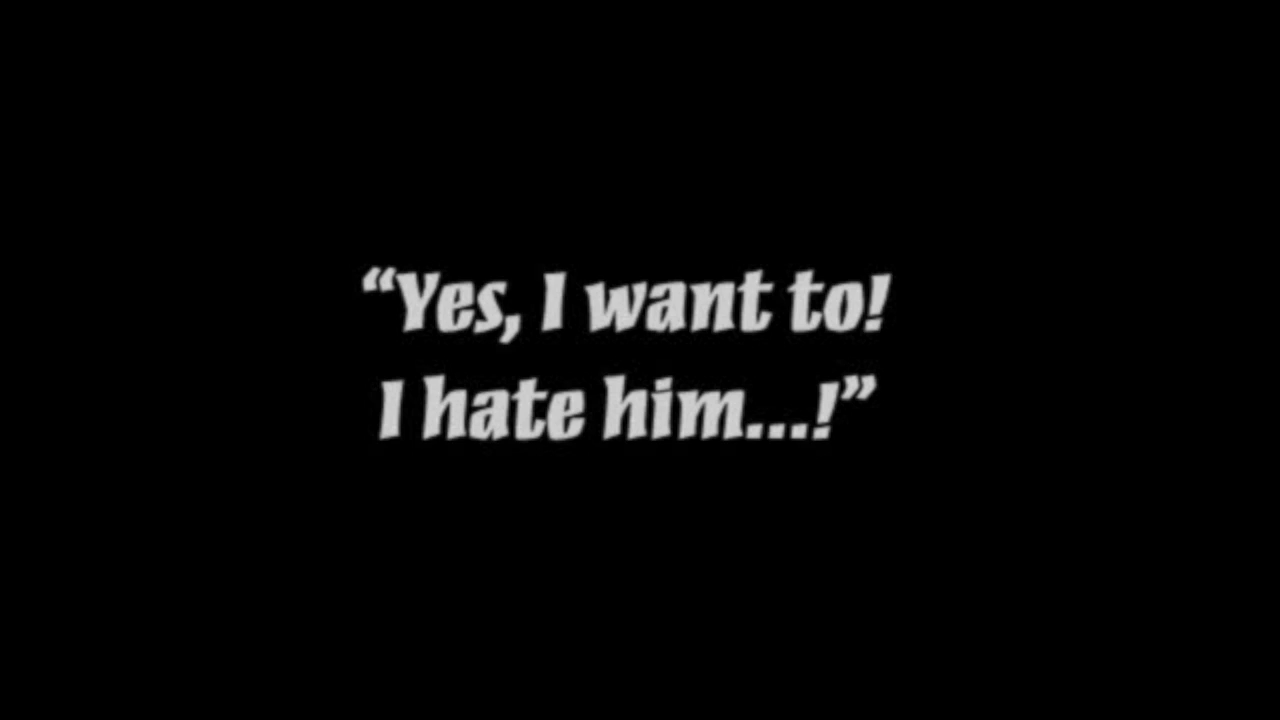 “Yes, I want to!
I hate him...!”